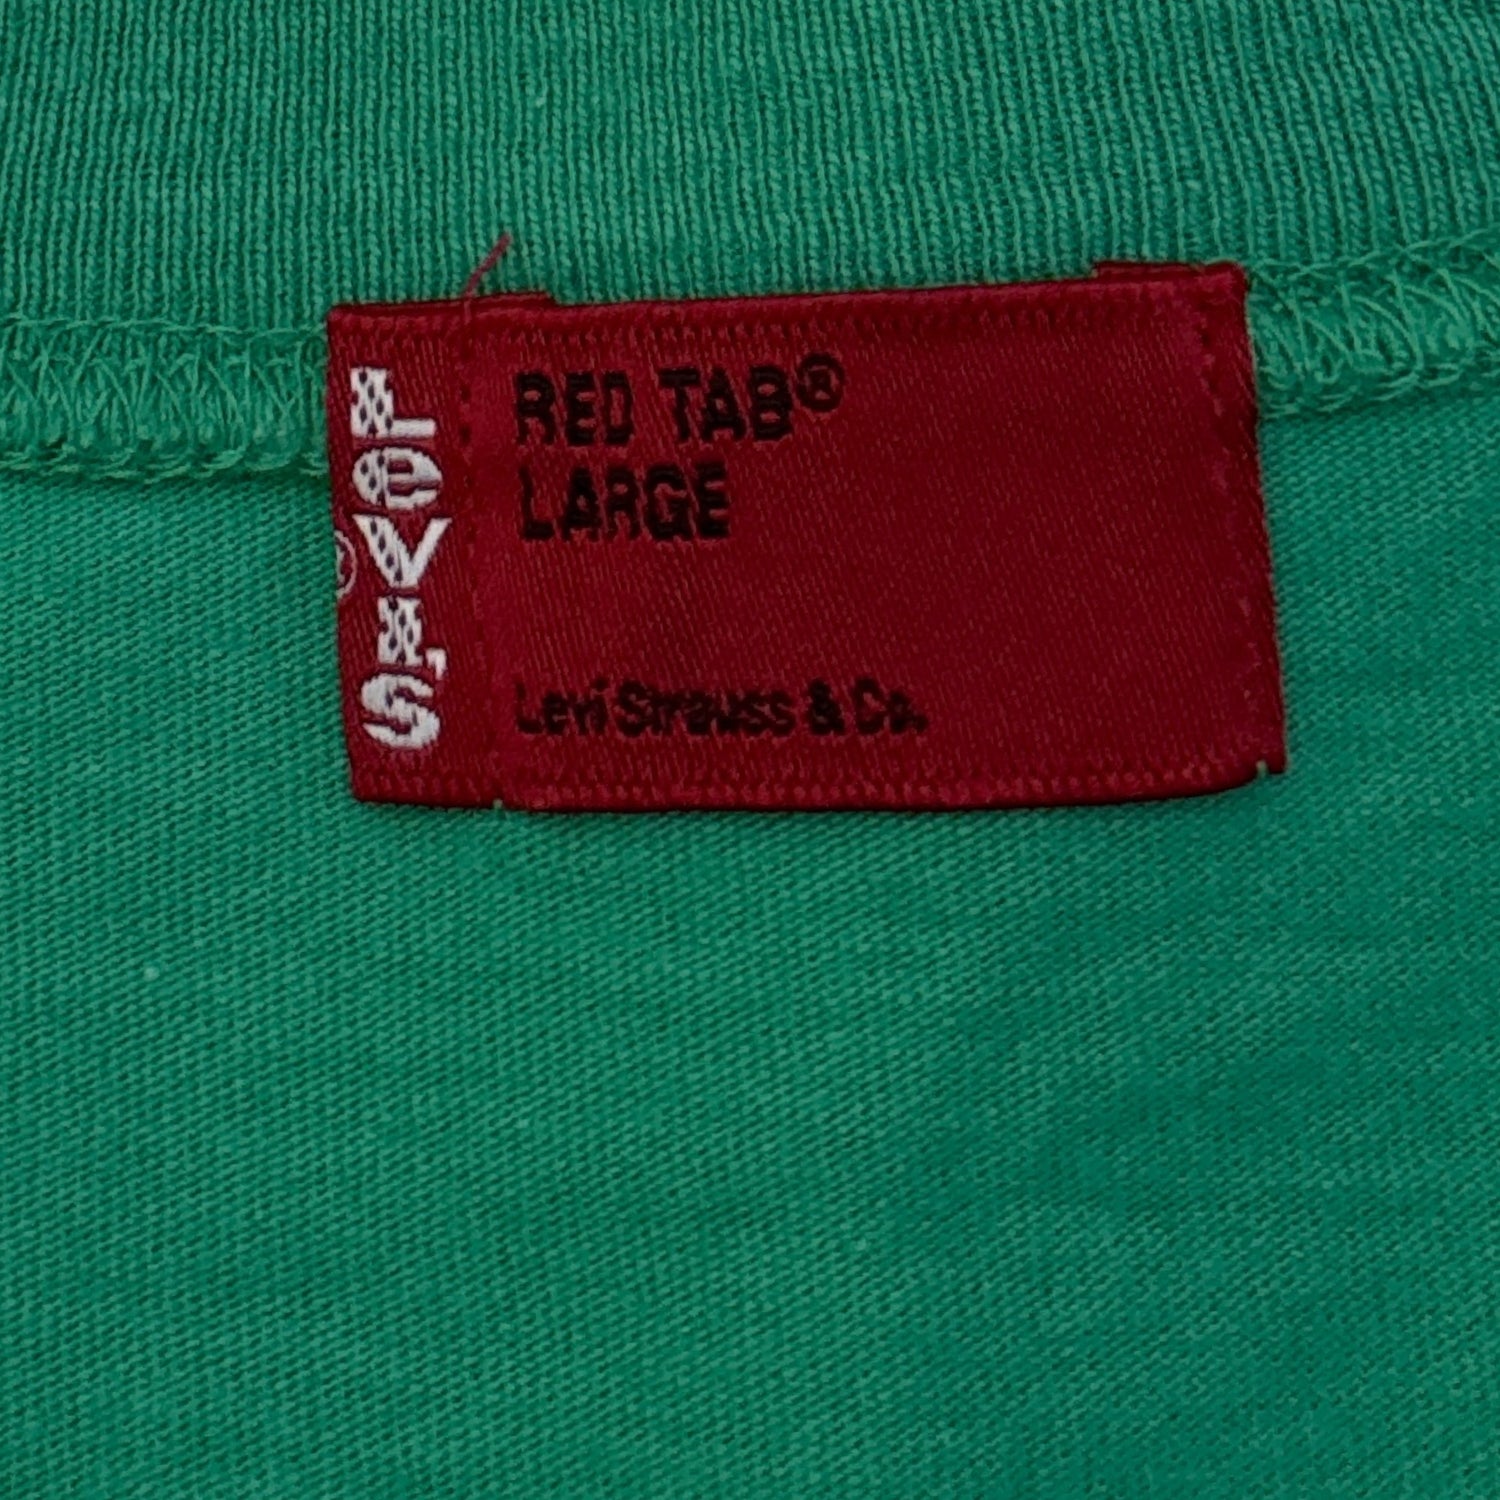 LeVI'S
®
RED TAB®
LARGE
Levi Strauss & Co.